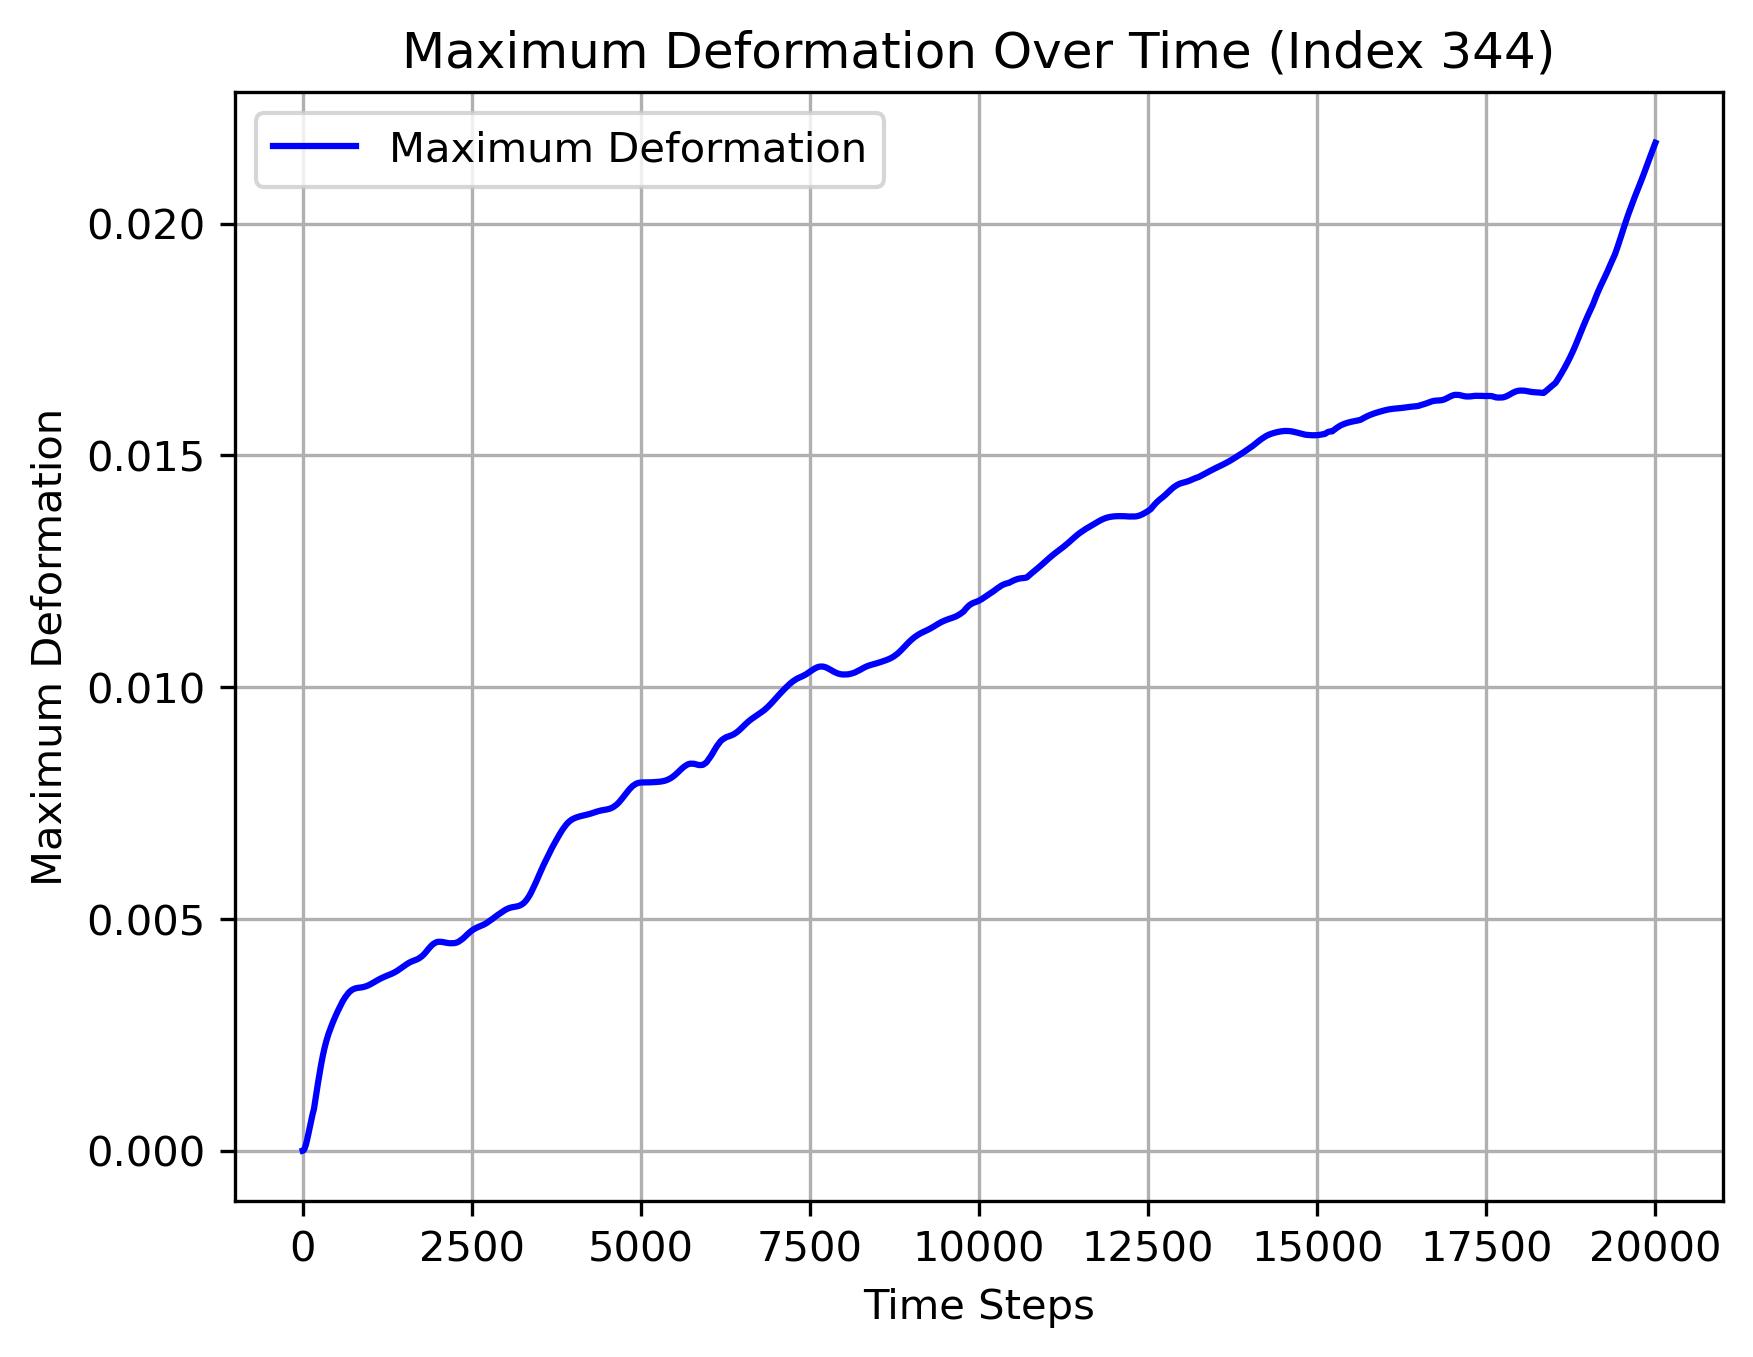 Maximum Deformation Over Time (Index 344)
Maximum Deformation
0.020
0.015
0.010
0.005
0.000
Maximum Deformation
0 2500 5000 7500 10000 12500 15000 17500 20000
Time Steps